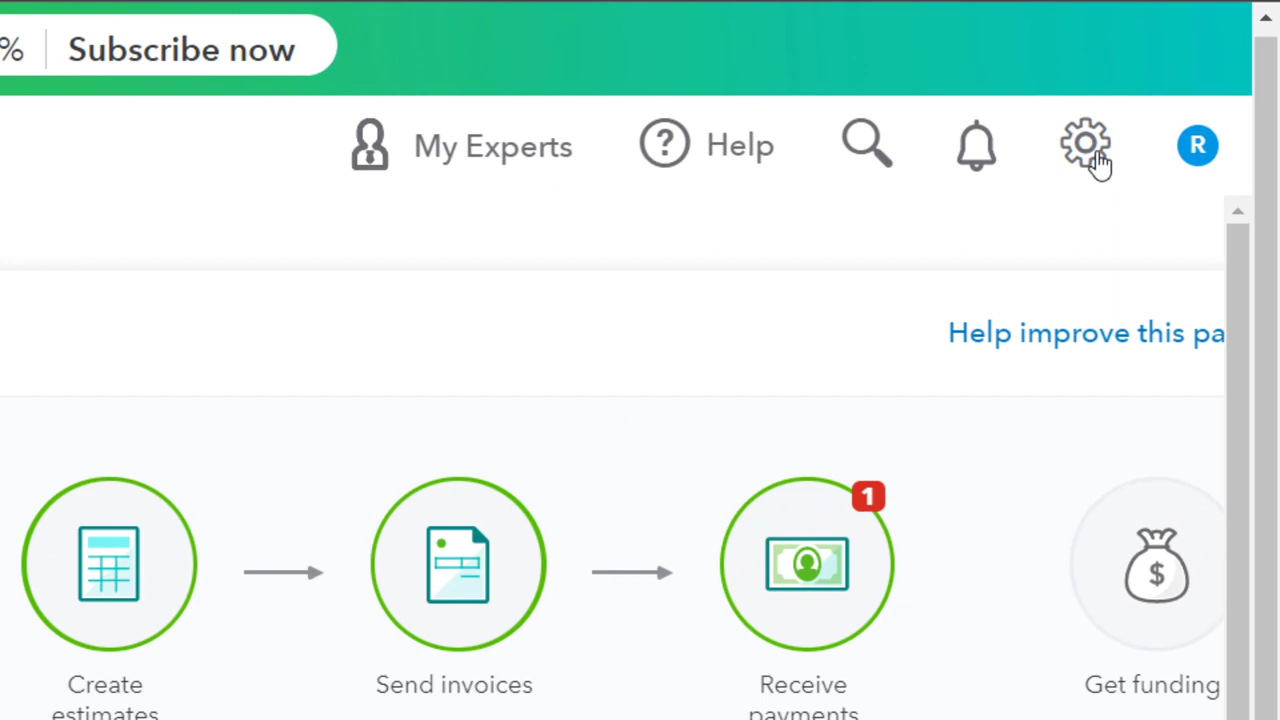 % Subscribe now
My Experts Help R
Help improve this pa
1
$
Create Send invoices Receive Get funding
estimates payments